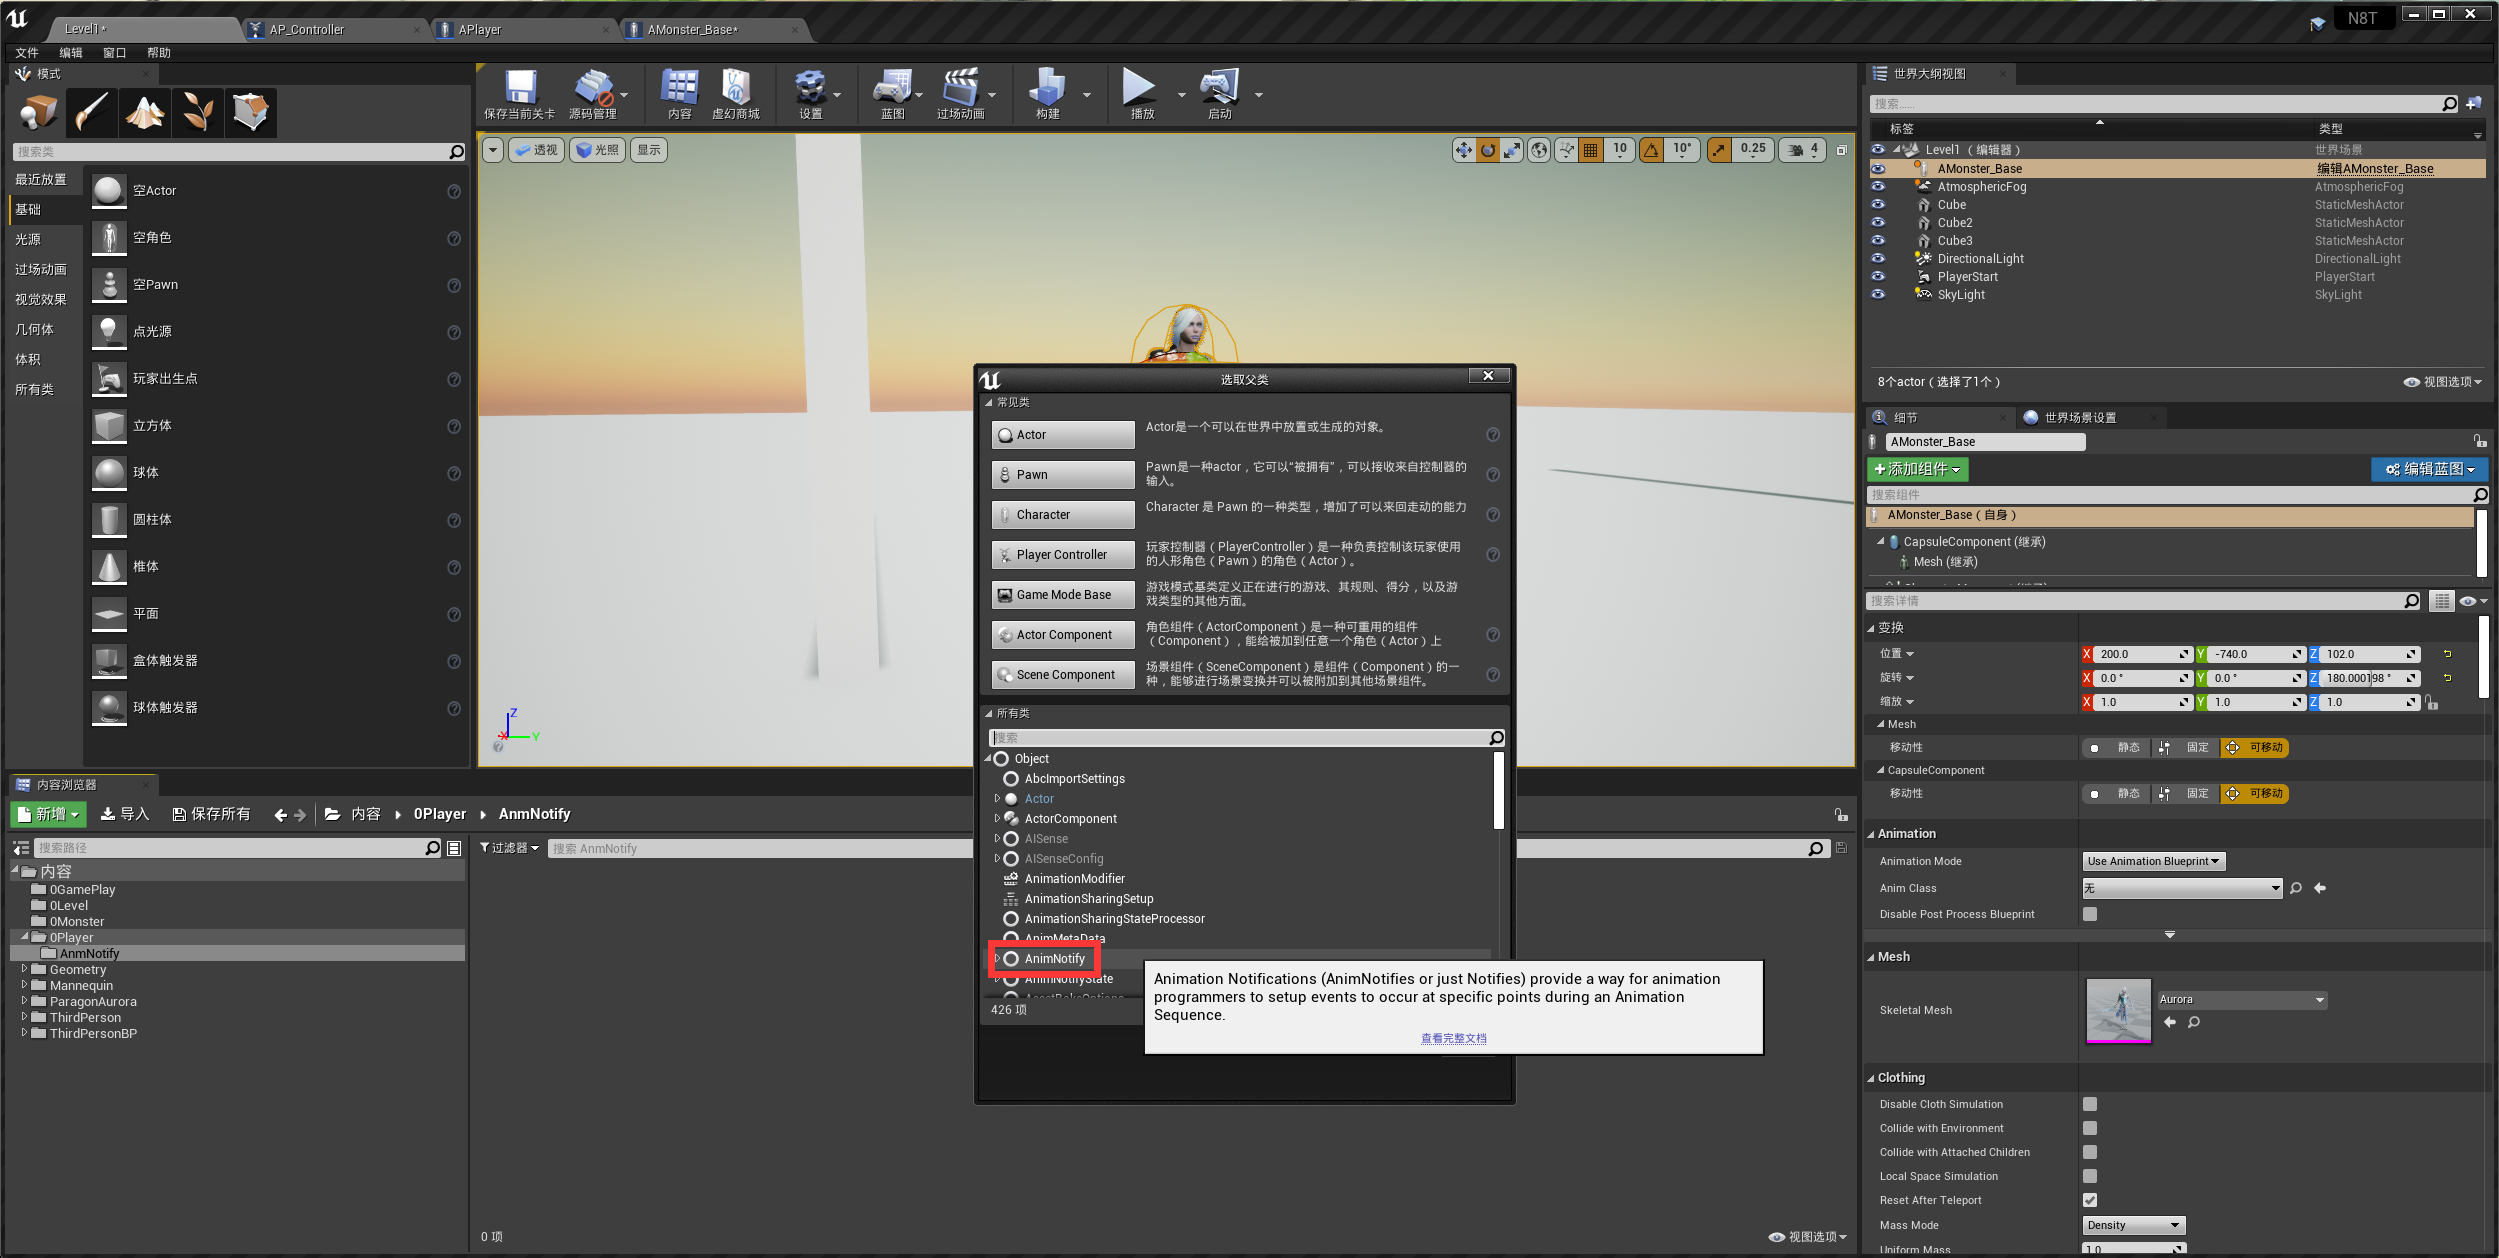 Level1*
AP_Controller
APlayer
AMonster_Base*
N8T
文件 编辑 窗口 帮助
模式
搜索类
最近放置
基础
光源
过场动画
视觉效果
几何体
体积
所有类
空Actor
空角色
空Pawn
点光源
玩家出生点
立方体
球体
圆柱体
椎体
平面
盒体触发器
球体触发器
保存当前关卡
源码管理
内容
虚幻商城
设置
蓝图
过场动画
构建
播放
启动
透视
光照
显示
10
10°
0.25
4
Z
X
Y
选取父类
常见类
Actor
Actor是一个可以在世界中放置或生成的对象。
Pawn
Pawn是一种actor，它可以“被拥有”，可以接收来自控制器的
输入。
Character
Character 是 Pawn 的一种类型，增加了可以来回走动的能力
Player Controller
玩家控制器（PlayerController）是一种负责控制该玩家使用
的人形角色（Pawn）的角色（Actor）。
Game Mode Base
游戏模式基类定义正在进行的游戏、其规则、得分，以及游
戏类型的其他方面。
Actor Component
角色组件（ActorComponent）是一种可重用的组件
（Component），能给被加到任意一个角色（Actor）上
Scene Component
场景组件（SceneComponent）是组件（Component）的一
种，能够进行场景变换并可以被附加到其他场景组件。
所有类
搜索
Object
AbcImportSettings
Actor
ActorComponent
AISense
AISenseConfig
AnimationModifier
AnimationSharingSetup
AnimationSharingStateProcessor
AnimMetaData
AnimNotify
AnimNotifyState
426 项
Animation Notifications (AnimNotifies or just Notifies) provide a way for animation
programmers to setup events to occur at specific points during an Animation
Sequence.
查看完整文档
内容浏览器
新增
导入
保存所有
内容
0Player
AnmNotify
搜索路径
过滤器
搜索 AnmNotify
内容
0GamePlay
0Level
0Monster
0Player
AnmNotify
Geometry
Mannequin
ParagonAurora
ThirdPerson
ThirdPersonBP
0 项
视图选项
世界大纲视图
搜索......
标签
类型
Level1（编辑器）
世界场景
AMonster_Base
编辑AMonster_Base
AtmosphericFog
AtmosphericFog
Cube
StaticMeshActor
Cube2
StaticMeshActor
Cube3
StaticMeshActor
DirectionalLight
DirectionalLight
PlayerStart
PlayerStart
SkyLight
SkyLight
8个actor（选择了1个）
视图选项
细节
世界场景设置
AMonster_Base
添加组件
编辑蓝图
搜索组件
AMonster_Base（自身）
CapsuleComponent (继承)
Mesh (继承)
搜索详情
变换
位置
X 200.0
Y -740.0
Z 102.0
旋转
X 0.0 °
Y 0.0 °
Z 180.000198 °
缩放
X 1.0
Y 1.0
Z 1.0
Mesh
移动性
静态
固定
可移动
CapsuleComponent
移动性
静态
固定
可移动
Animation
Animation Mode
Use Animation Blueprint
Anim Class
无
Disable Post Process Blueprint
Mesh
Skeletal Mesh
Aurora
Clothing
Disable Cloth Simulation
Collide with Environment
Collide with Attached Children
Local Space Simulation
Reset After Teleport
Mass Mode
Density
Uniform Mass
1.0